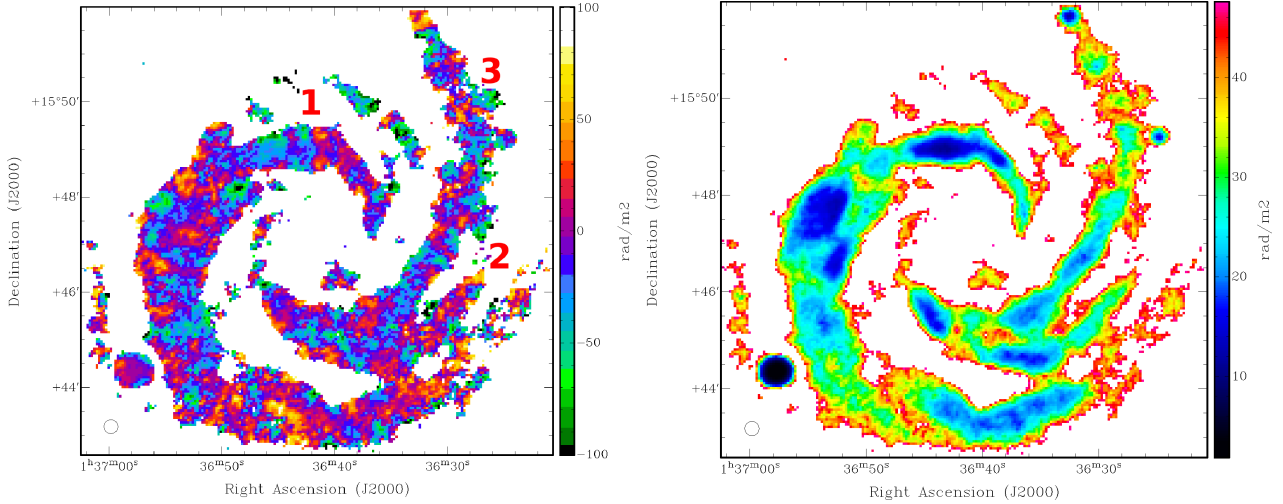 1
3
2
+15°50′
+48′
+46′
+44′
Declination (J2000)
1ʰ37ᵐ00ˢ
36ᵐ50ˢ
36ᵐ40ˢ
36ᵐ30ˢ
Right Ascension (J2000)
100
50
0
−50
−100
rad/m2
+15°50′
+48′
+46′
+44′
Declination (J2000)
1ʰ37ᵐ00ˢ
36ᵐ50ˢ
36ᵐ40ˢ
36ᵐ30ˢ
Right Ascension (J2000)
40
30
20
10
rad/m2